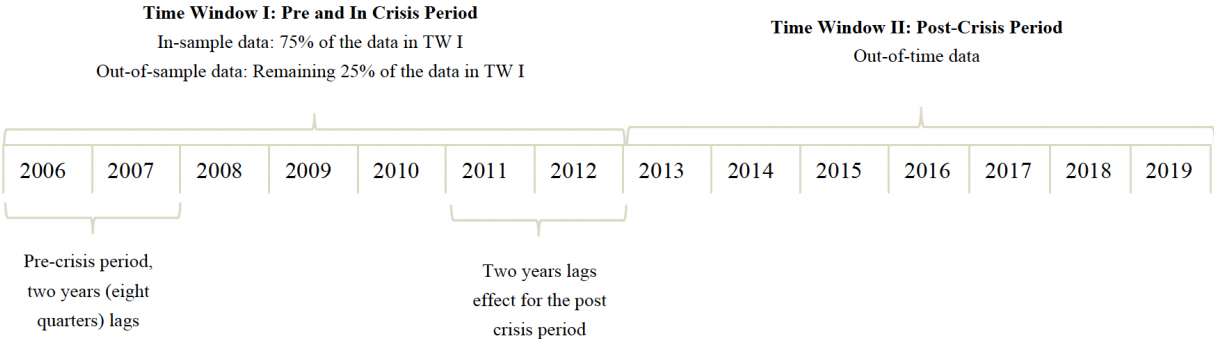 Time Window I: Pre and In Crisis Period
In-sample data: 75% of the data in TW I
Out-of-sample data: Remaining 25% of the data in TW I
Time Window II: Post-Crisis Period
Out-of-time data
2006 2007 2008 2009 2010 2011 2012 2013 2014 2015 2016 2017 2018 2019
Pre-crisis period,
two years (eight
quarters) lags
Two years lags
effect for the post
crisis period